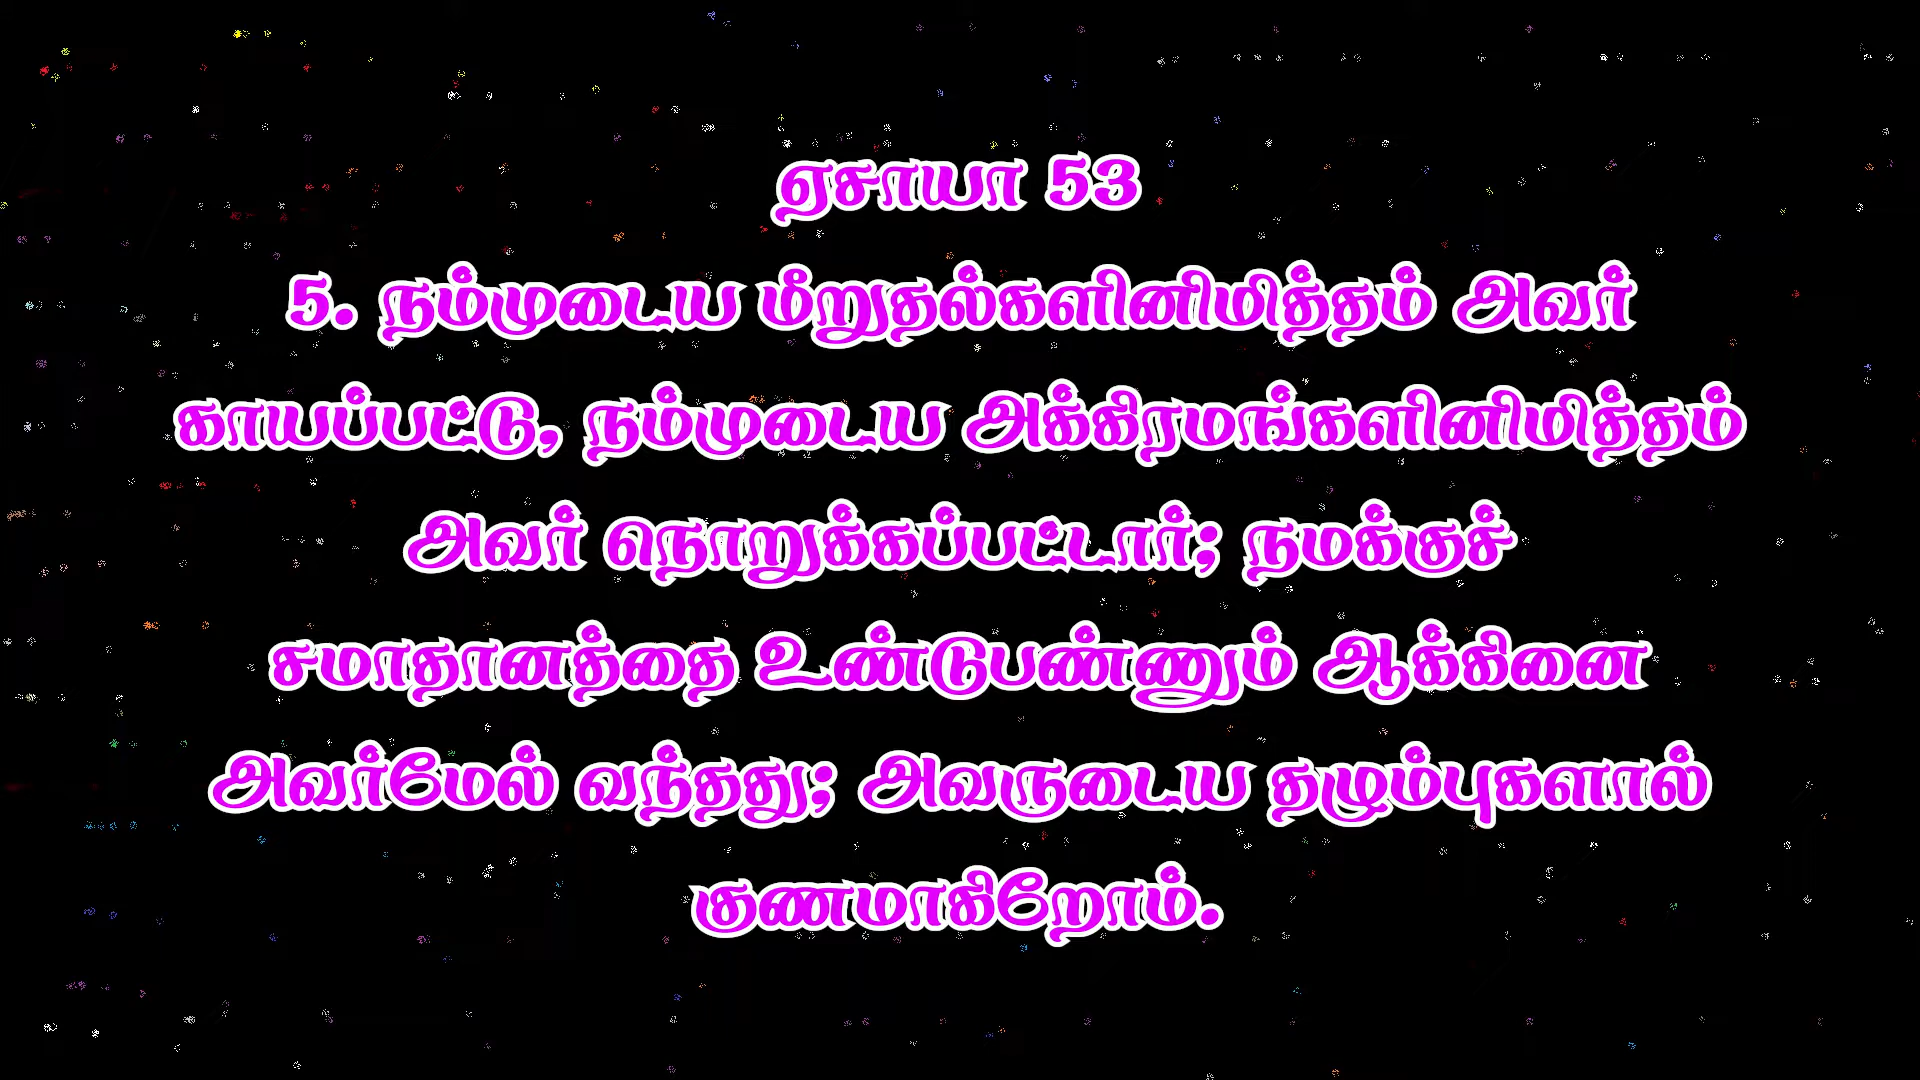 ஏசாயா 53
5. நம்முடைய மீறுதல்களினிமித்தம் அவர்
காயப்பட்டு, நம்முடைய அக்கிரமங்களினிமித்தம்
அவர் நொறுக்கப்பட்டார்; நமக்குச்
சமாதானத்தை உண்டுபண்ணும் ஆக்கினை
அவர்மேல் வந்தது; அவருடைய தழும்புகளால்
குணமாகிறோம்.